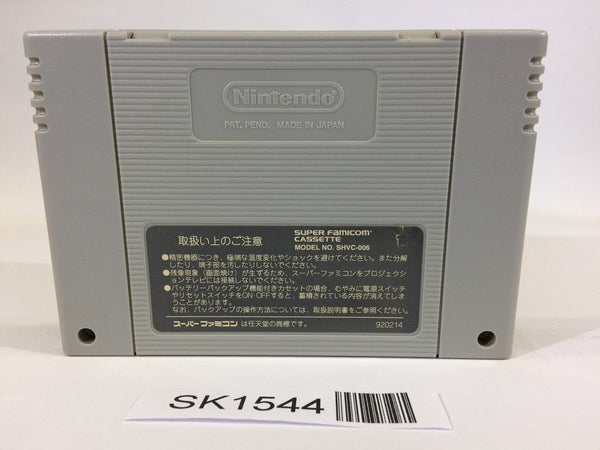 Nintendo
PAT. PEND. MADE IN JAPAN
取扱い上のご注意
SUPER FAMICOM
CASSETTE
MODEL NO. SHVC-006
●精密機器につき、極端な温度変化やショックを避けてください。また分解
したり、端子部を汚したりしないでください。
●残像現象（画面焼け）が生ずるため、スーパーファミコンをプロジェクシ
ョンテレビには接続しないでください。
●バッテリーバックアップ機能付きカセットの場合、むやみに電源スイッチ
やリセットスイッチをON・OFFすると、蓄積されている内容が消えてしま
うことがあります。
なお、バックアップの操作方法については、取扱説明書をご参照ください。
スーパーファミコン は任天堂の商標です。 920214
SK1544